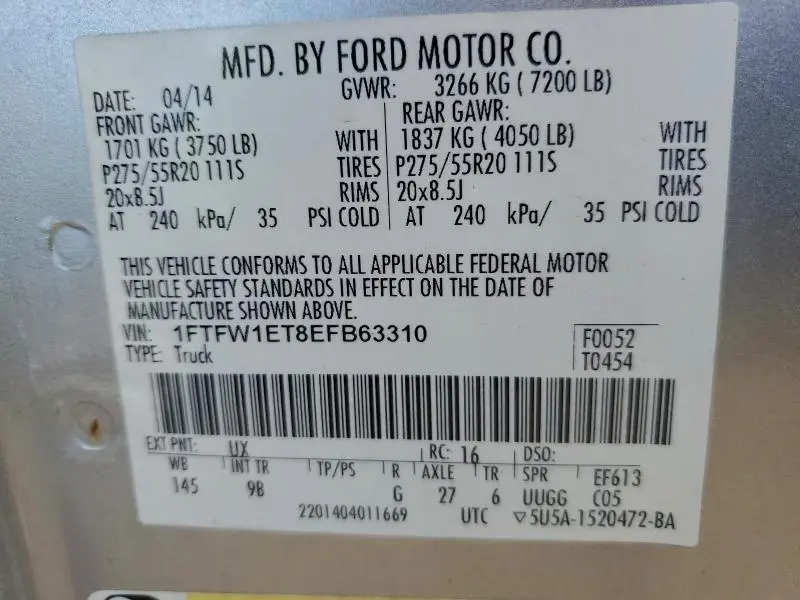 MFD. BY FORD MOTOR CO.
DATE: 04/14 GVWR: 3266 KG ( 7200 LB)
FRONT GAWR: REAR GAWR:
1701 KG ( 3750 LB) WITH 1837 KG ( 4050 LB) WITH
P275/55R20 111S TIRES P275/55R20 111S TIRES
20x8.5J RIMS 20x8.5J RIMS
AT 240 kPa/ 35 PSI COLD AT 240 kPa/ 35 PSI COLD
THIS VEHICLE CONFORMS TO ALL APPLICABLE FEDERAL MOTOR
VEHICLE SAFETY STANDARDS IN EFFECT ON THE DATE OF
MANUFACTURE SHOWN ABOVE.
VIN: 1FTFW1ET8EFB63310 F0052
TYPE: Truck T0454
EXT PNT: UX RC: 16 DSO:
WB INT TR TP/PS R AXLE TR SPR EF613
145 9B G 27 6 UUGG C05
2201404011669 UTC ▽5U5A-1520472-BA